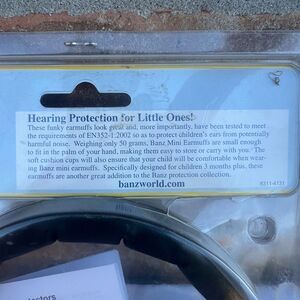 Hearing Protection for Little Ones!
These funky earmuffs look great and, more importantly, have been tested to meet
the requirements of EN352-1:2002 so as to protect children's ears from potentially
harmful noise. Weighing only 50 grams, Banz Mini Earmuffs are small enough
to fit in the palm of your hand, making them easy to store or carry with you. The
soft cushion cups will also ensure that your child will be comfortable when wear-
ing Banz mini earmuffs. Specifically designed for children 3 months plus, these
earmuffs are another great addition to the Banz protection collection.
banzworld.com